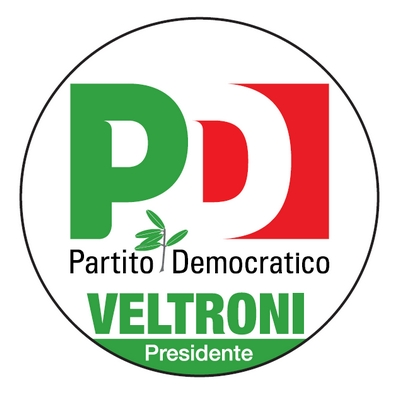 PD
Partito Democratico
VELTRONI
Presidente